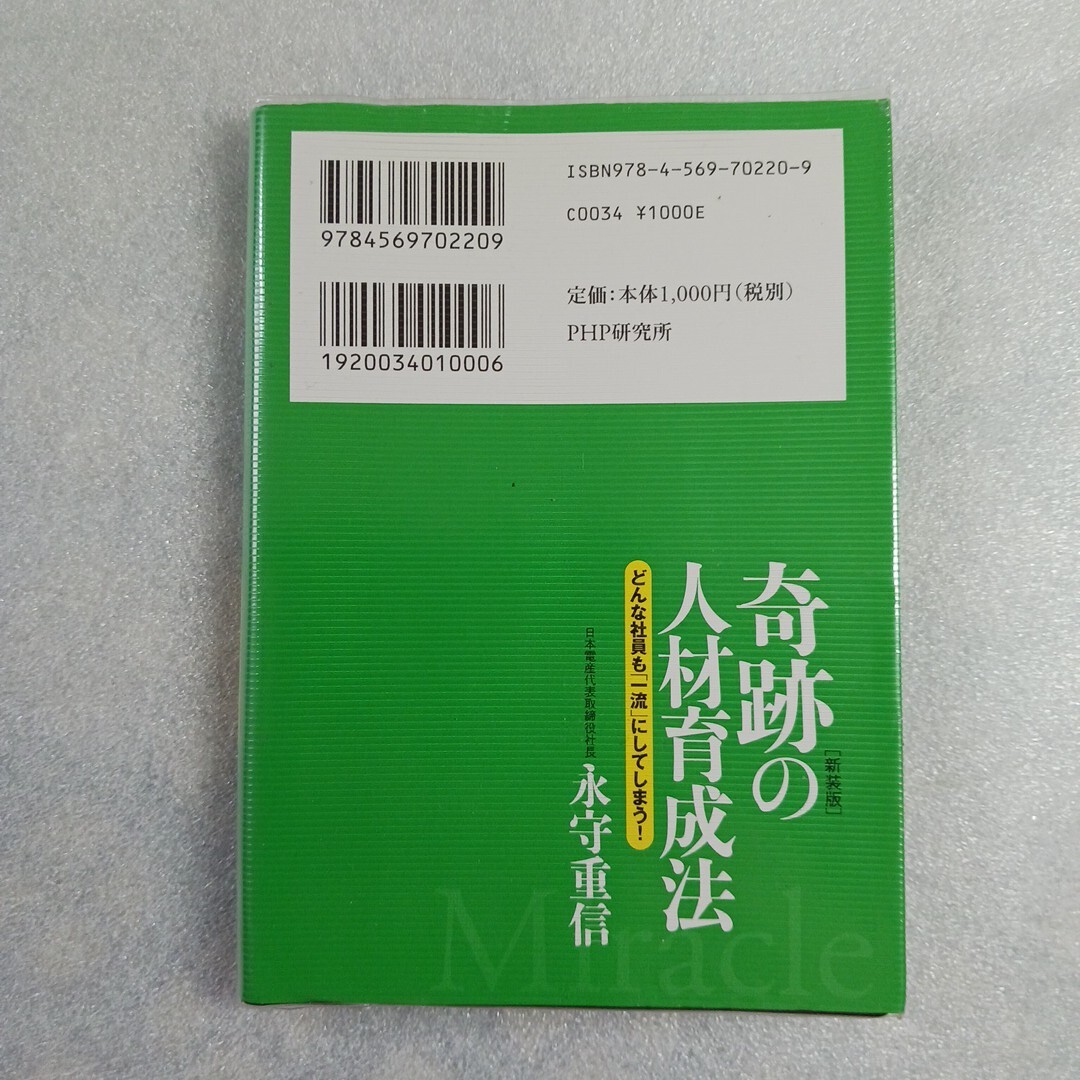 ISBN978-4-569-70220-9
C0034 ¥1000E
9784569702209
定価：本体1,000円（税別）
PHP研究所
1920034010006
［新装版］
奇跡の
人材育成法
どんな社員も「一流」にしてしまう！
日本電産代表取締役社長
永守重信
Miracle